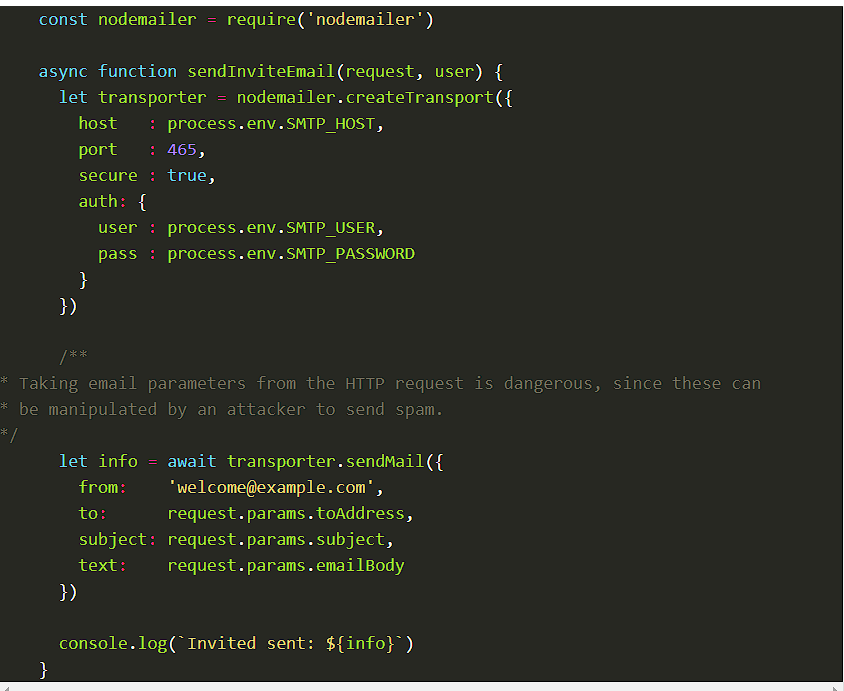 const nodemailer = require('nodemailer')
async function sendInviteEmail(request, user) {
let transporter = nodemailer.createTransport({
host   : process.env.SMTP_HOST,
port   : 465,
secure : true,
auth: {
user : process.env.SMTP_USER,
pass : process.env.SMTP_PASSWORD
}
})
/**
* Taking email parameters from the HTTP request is dangerous, since these can
* be manipulated by an attacker to send spam.
*/
let info = await transporter.sendMail({
from:    'welcome@example.com',
to:      request.params.toAddress,
subject: request.params.subject,
text:    request.params.emailBody
})
console.log(`Invited sent: ${info}`)
}